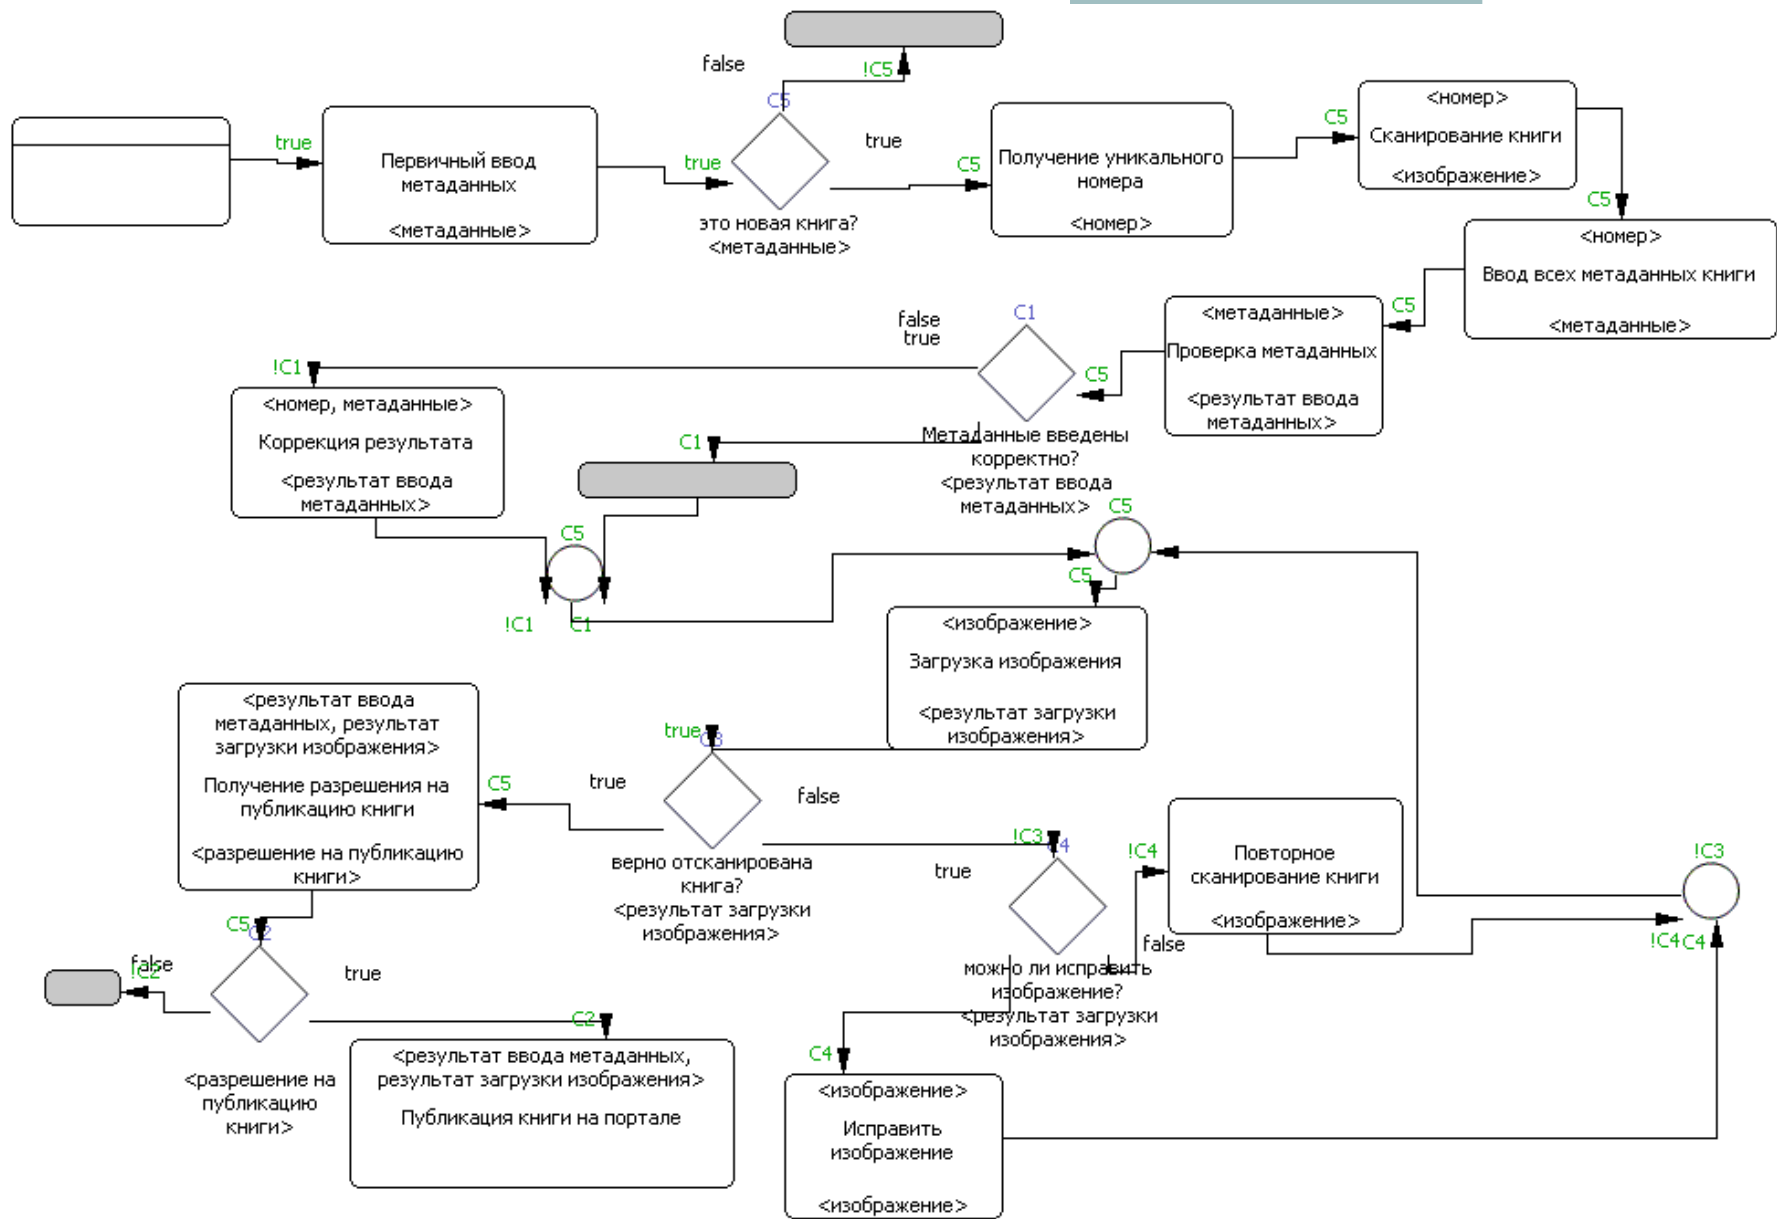 false
!C5
C5
true
Первичный ввод
метаданных
<метаданные>
true
это новая книга?
<метаданные>
true
C5
Получение уникального
номера
<номер>
C5
<номер>
Сканирование книги
<изображение>
C5
<номер>
Ввод всех метаданных книги
<метаданные>
C5
<метаданные>
Проверка метаданных
<результат ввода
метаданных>
C5
C1
false
true
Метаданные введены
корректно?
<результат ввода
метаданных>
!C1
<номер, метаданные>
Коррекция результата
<результат ввода
метаданных>
C1
C5
!C1
C1
C5
C5
<изображение>
Загрузка изображения
<результат загрузки
изображения>
true
C3
true
false
верно отсканирована
книга?
<результат загрузки
изображения>
C5
<результат ввода
метаданных, результат
загрузки изображения>
Получение разрешения на
публикацию книги
<разрешение на публикацию
книги>
C5
C2
false
!C2
true
<разрешение на
публикацию
книги>
C2
<результат ввода метаданных,
результат загрузки изображения>
Публикация книги на портале
!C3
C4
true
false
можно ли исправить
изображение?
<результат загрузки
изображения>
!C4
Повторное
сканирование книги
<изображение>
!C3
!C4
C4
C4
<изображение>
Исправить
изображение
<изображение>